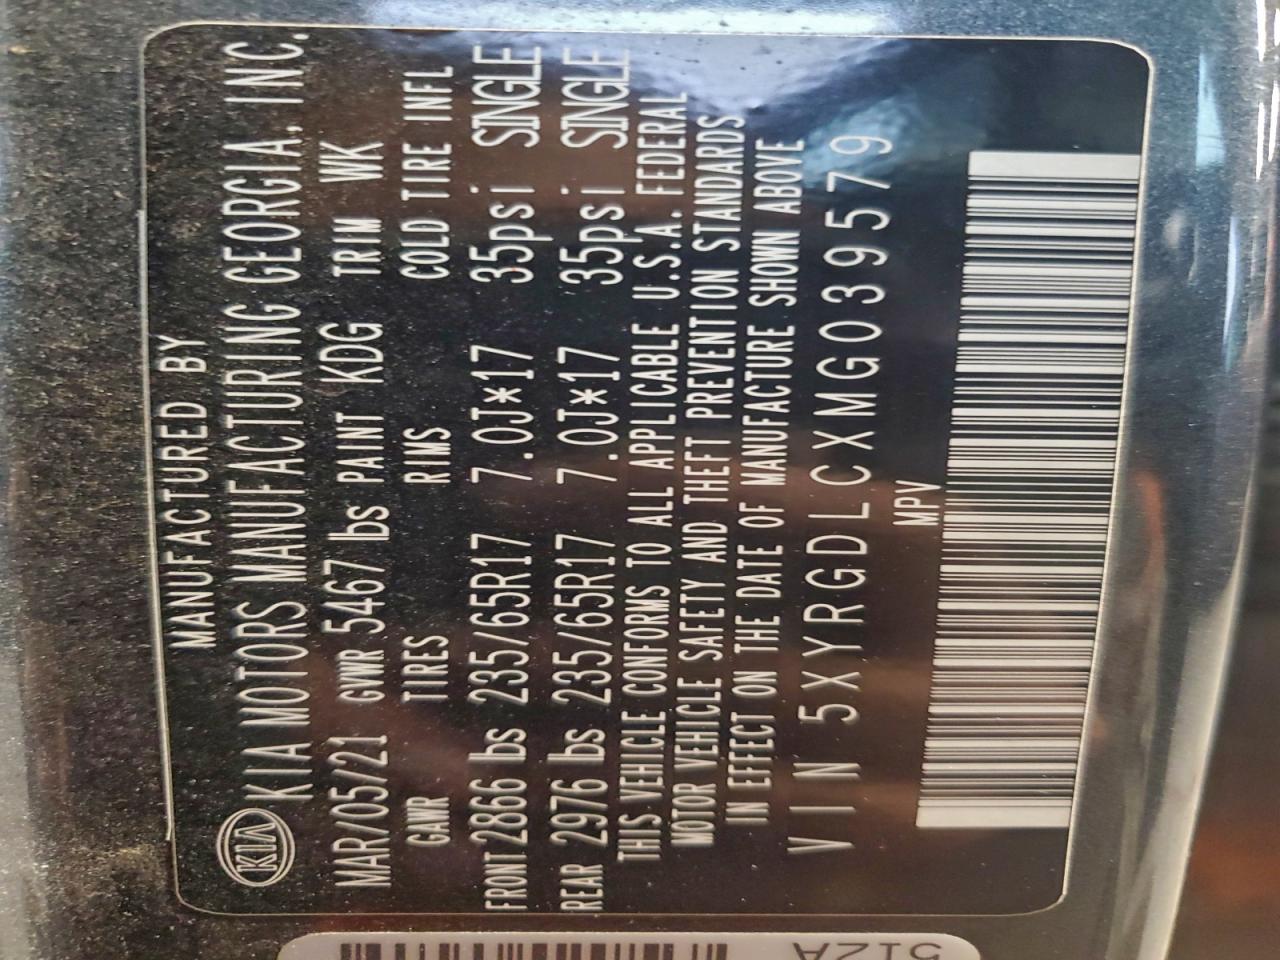 MANUFACTURED BY
KIA KIA MOTORS MANUFACTURING GEORGIA, INC.
MAR/05/21 GVWR 5467 lbs PAINT KDG TRIM WK
GAWR TIRES RIMS COLD TIRE INFL
FRONT 2866 lbs 235/65R17 7.0J*17 35psi SINGLE
REAR 2976 lbs 235/65R17 7.0J*17 35psi SINGLE
THIS VEHICLE CONFORMS TO ALL APPLICABLE U.S.A. FEDERAL
MOTOR VEHICLE SAFETY AND THEFT PREVENTION STANDARDS
IN EFFECT ON THE DATE OF MANUFACTURE SHOWN ABOVE
VIN 5XYRGDLCXMG039579
MPV
512A